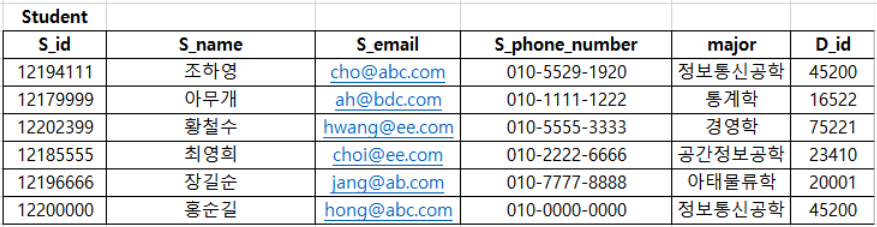 Student
S_id S_name S_email S_phone_number major D_id
12194111 조하영 cho@abc.com 010-5529-1920 정보통신공학 45200
12179999 아무개 ah@bdc.com 010-1111-1222 통계학 16522
12202399 황철수 hwang@ee.com 010-5555-3333 경영학 75221
12185555 최영희 choi@ee.com 010-2222-6666 공간정보공학 23410
12196666 장길순 jang@ab.com 010-7777-8888 아태물류학 20001
12200000 홍순길 hong@abc.com 010-0000-0000 정보통신공학 45200